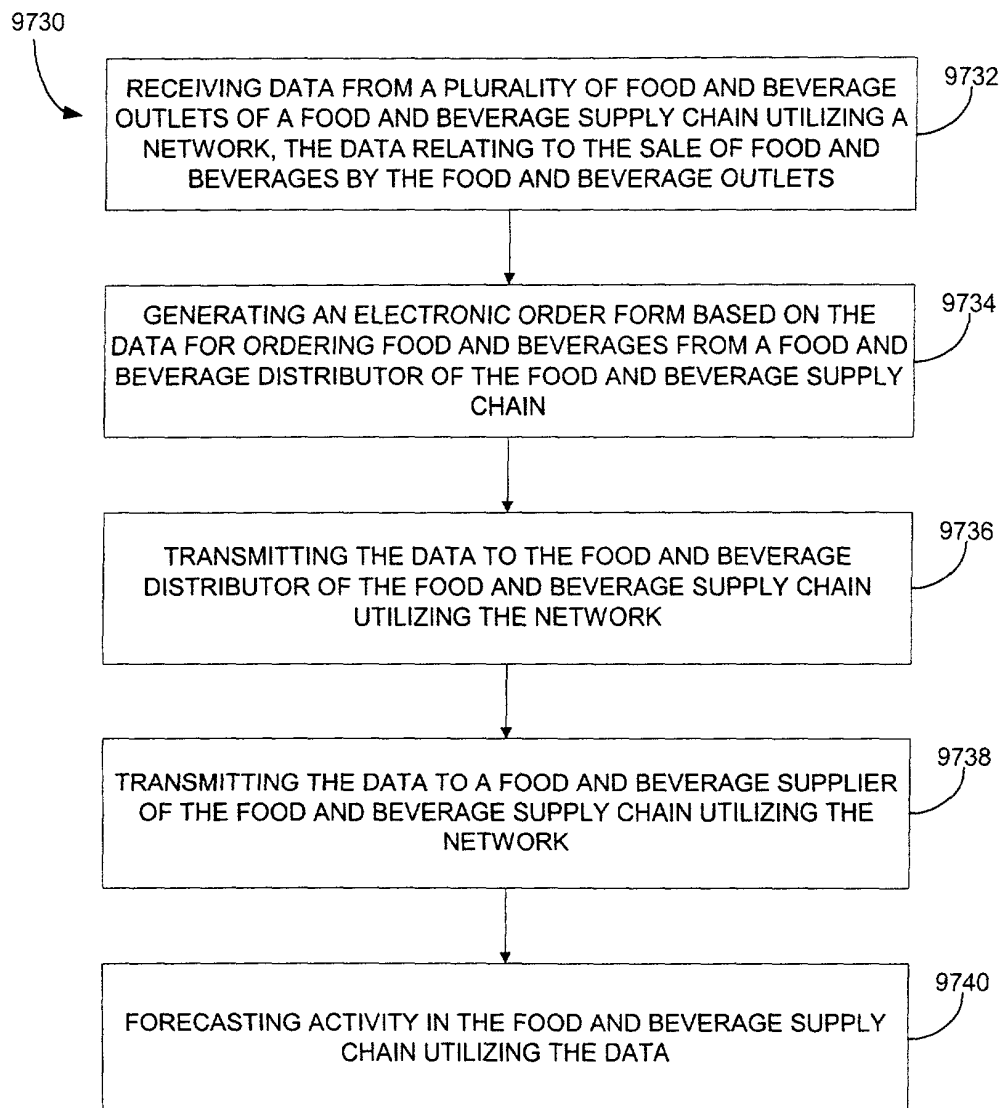 9730
RECEIVING DATA FROM A PLURALITY OF FOOD AND BEVERAGE
OUTLETS OF A FOOD AND BEVERAGE SUPPLY CHAIN UTILIZING A
NETWORK, THE DATA RELATING TO THE SALE OF FOOD AND
BEVERAGES BY THE FOOD AND BEVERAGE OUTLETS
9732
GENERATING AN ELECTRONIC ORDER FORM BASED ON THE
DATA FOR ORDERING FOOD AND BEVERAGES FROM A FOOD AND
BEVERAGE DISTRIBUTOR OF THE FOOD AND BEVERAGE SUPPLY
CHAIN
9734
TRANSMITTING THE DATA TO THE FOOD AND BEVERAGE
DISTRIBUTOR OF THE FOOD AND BEVERAGE SUPPLY CHAIN
UTILIZING THE NETWORK
9736
TRANSMITTING THE DATA TO A FOOD AND BEVERAGE SUPPLIER
OF THE FOOD AND BEVERAGE SUPPLY CHAIN UTILIZING THE
NETWORK
9738
FORECASTING ACTIVITY IN THE FOOD AND BEVERAGE SUPPLY
CHAIN UTILIZING THE DATA
9740